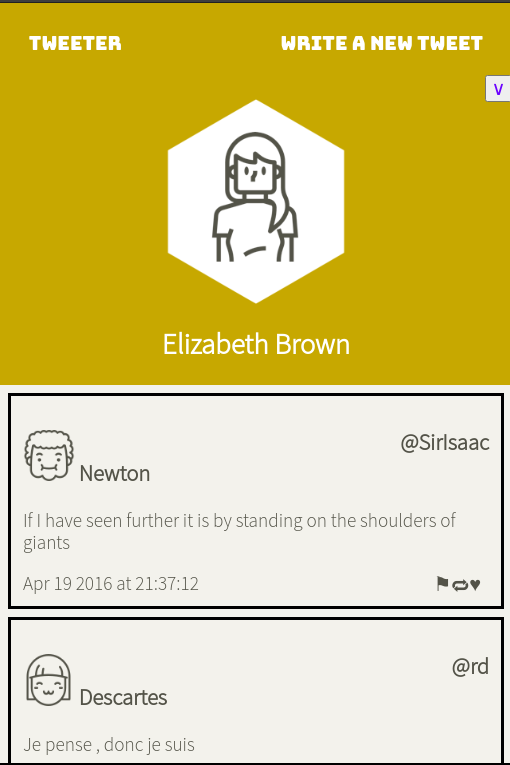 TWEETER
WRITE A NEW TWEET
V
Elizabeth Brown
@SirIsaac
Newton
If I have seen further it is by standing on the shoulders of
giants
Apr 19 2016 at 21:37:12
@rd
Descartes
Je pense , donc je suis